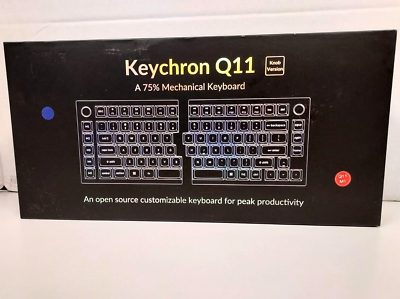 Keychron Q11
Knob
Version
A 75% Mechanical Keyboard
An open source customizable keyboard for peak productivity